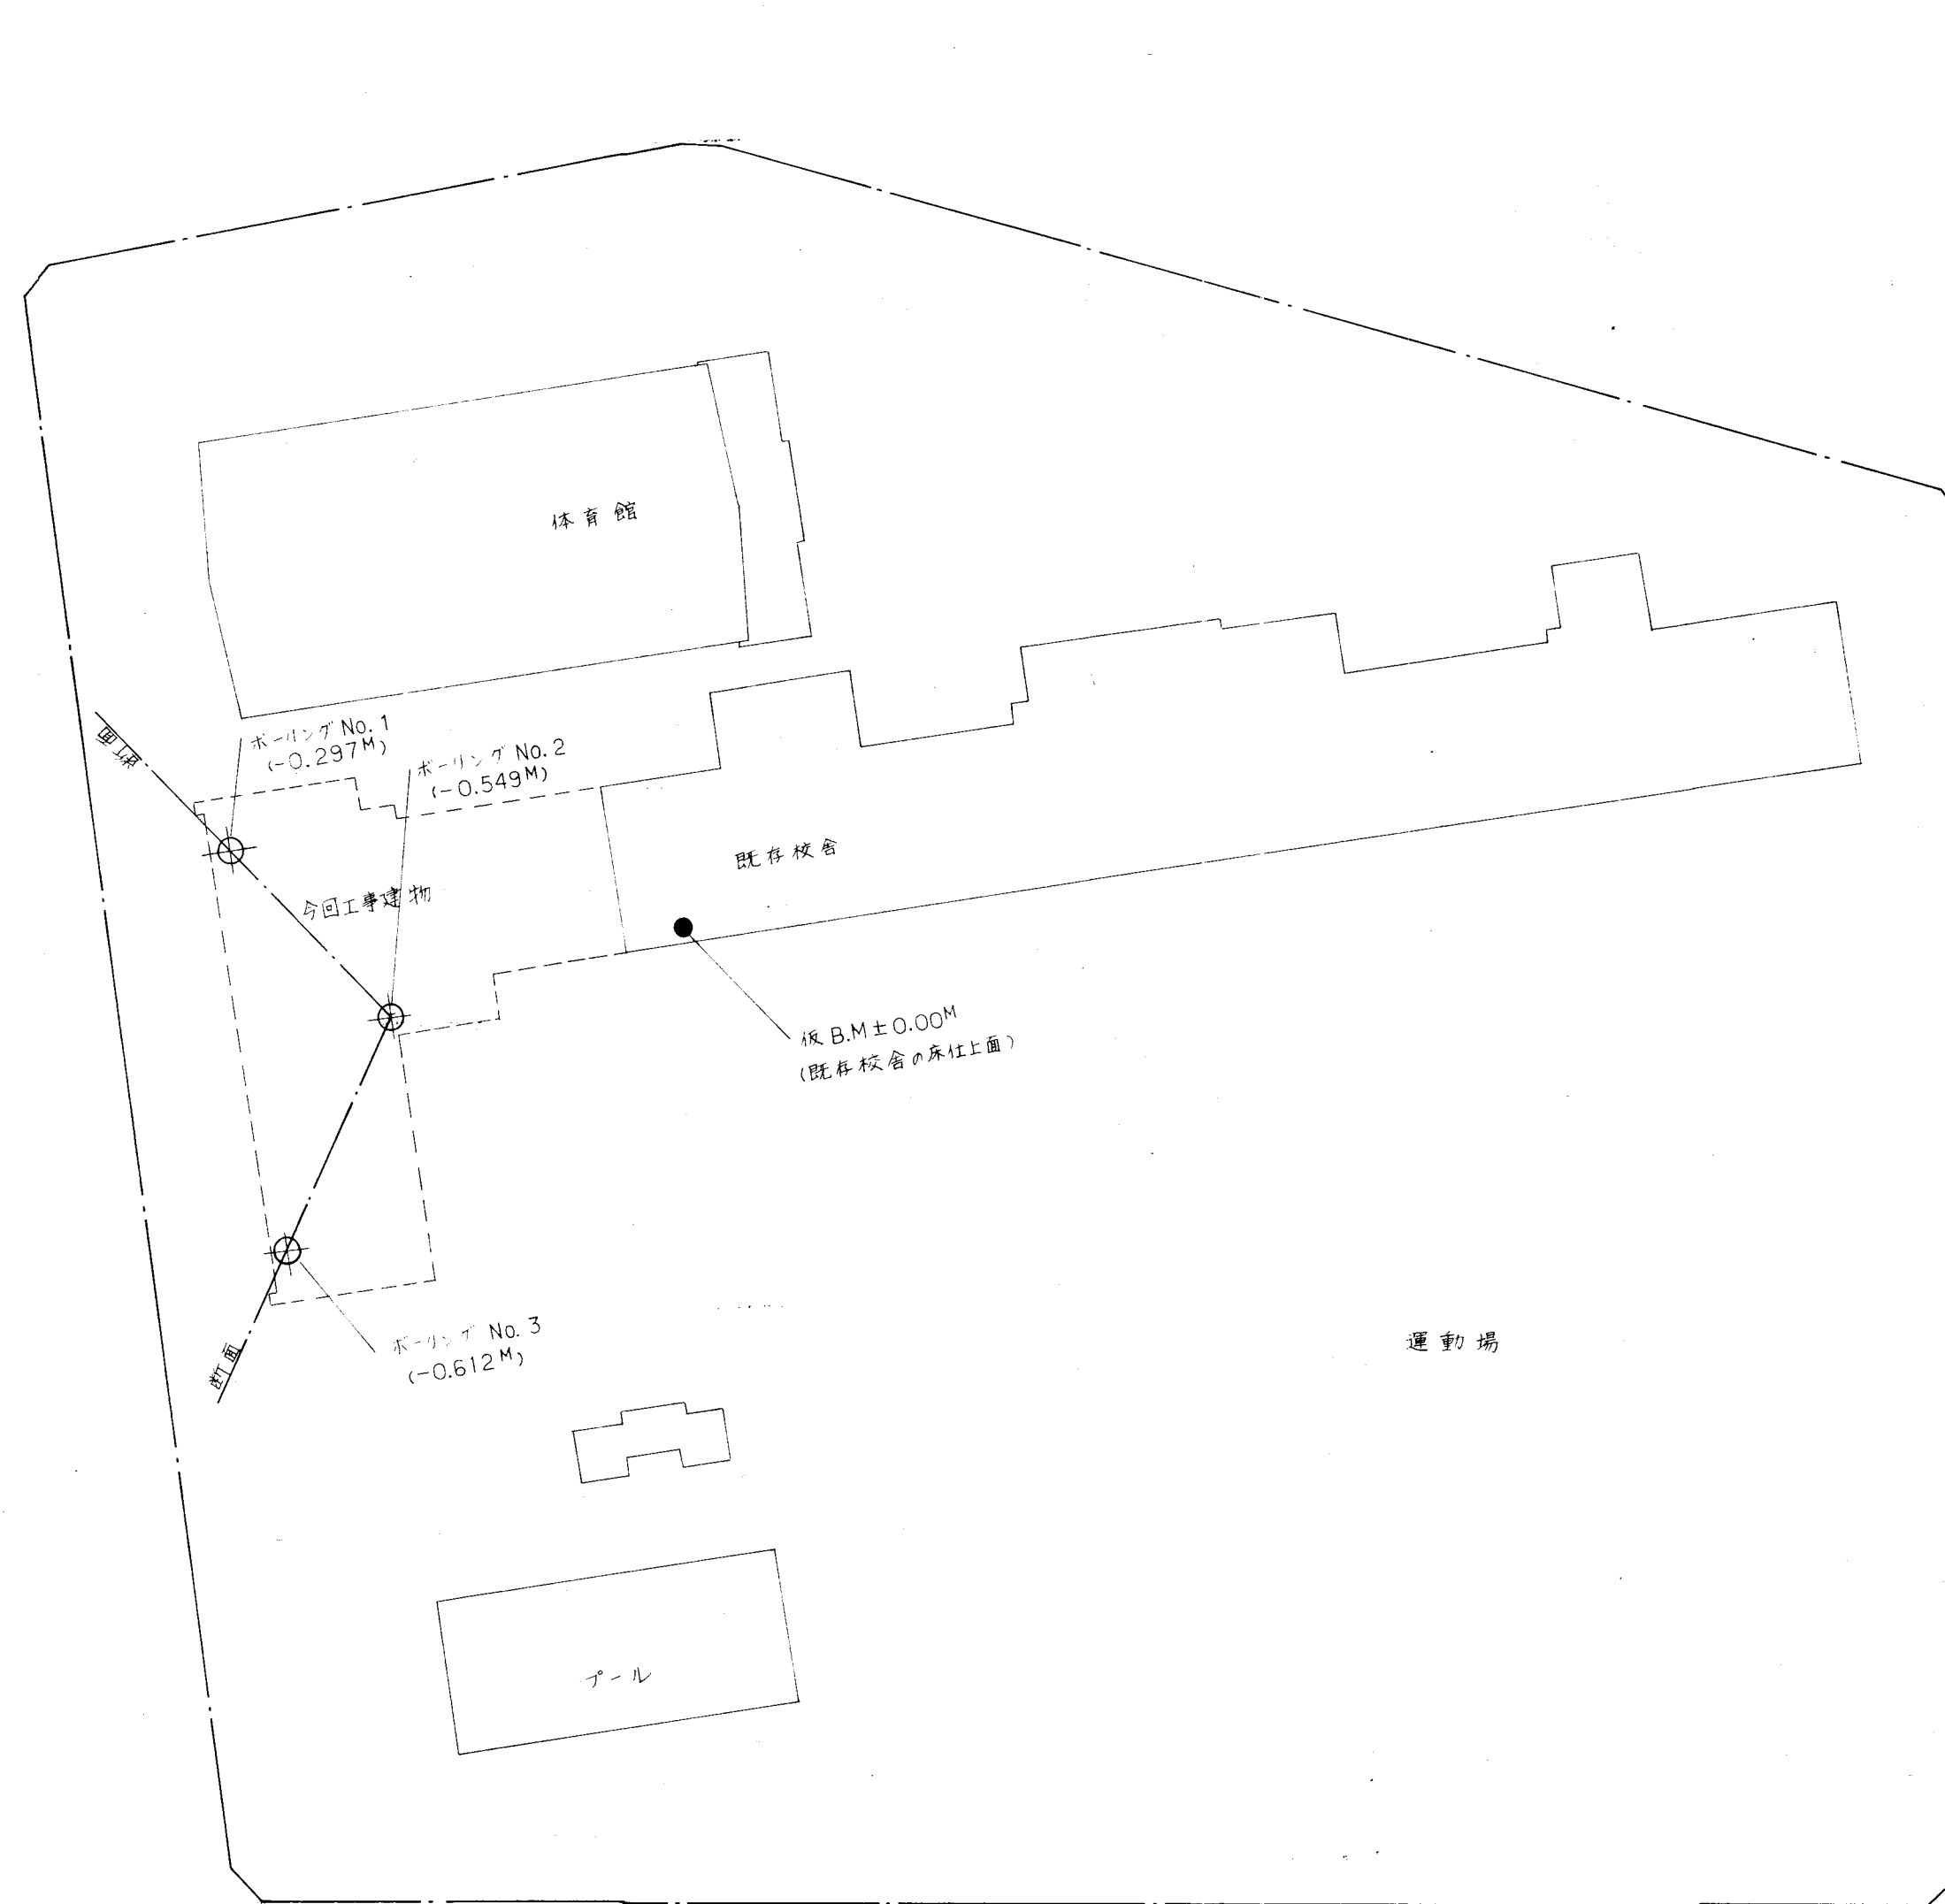 体育館
ボーリング No.1
(-0.297M)
ボーリング No.2
(-0.549M)
断面
既存校舎
今回工事建物
仮 B.M±0.00M
(既存校舎の床仕上面)
ボーリング No.3
(-0.612M)
断面
運動場
プール